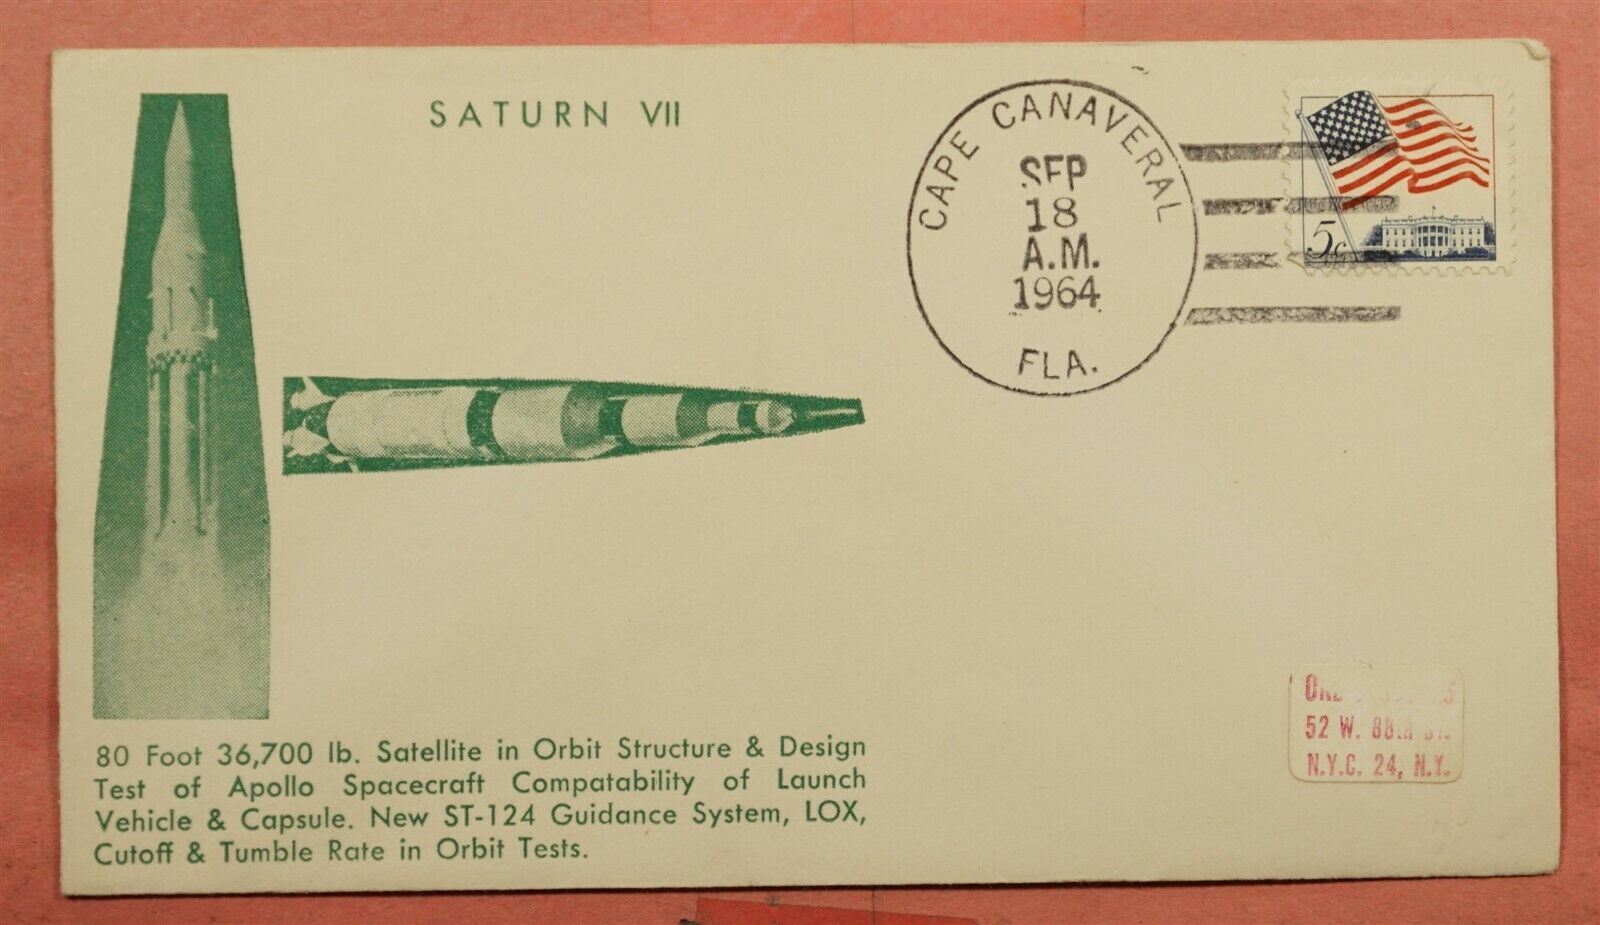 SATURN VII
CAPE CANAVERAL
SEP
18
A.M.
1964
FLA.
5c
80 Foot 36,700 lb. Satellite in Orbit Structure & Design
Test of Apollo Spacecraft Compatability of Launch
Vehicle & Capsule. New ST-124 Guidance System, LOX,
Cutoff & Tumble Rate in Orbit Tests.
52 W. 88th ST.
N.Y.C. 24, N.Y.